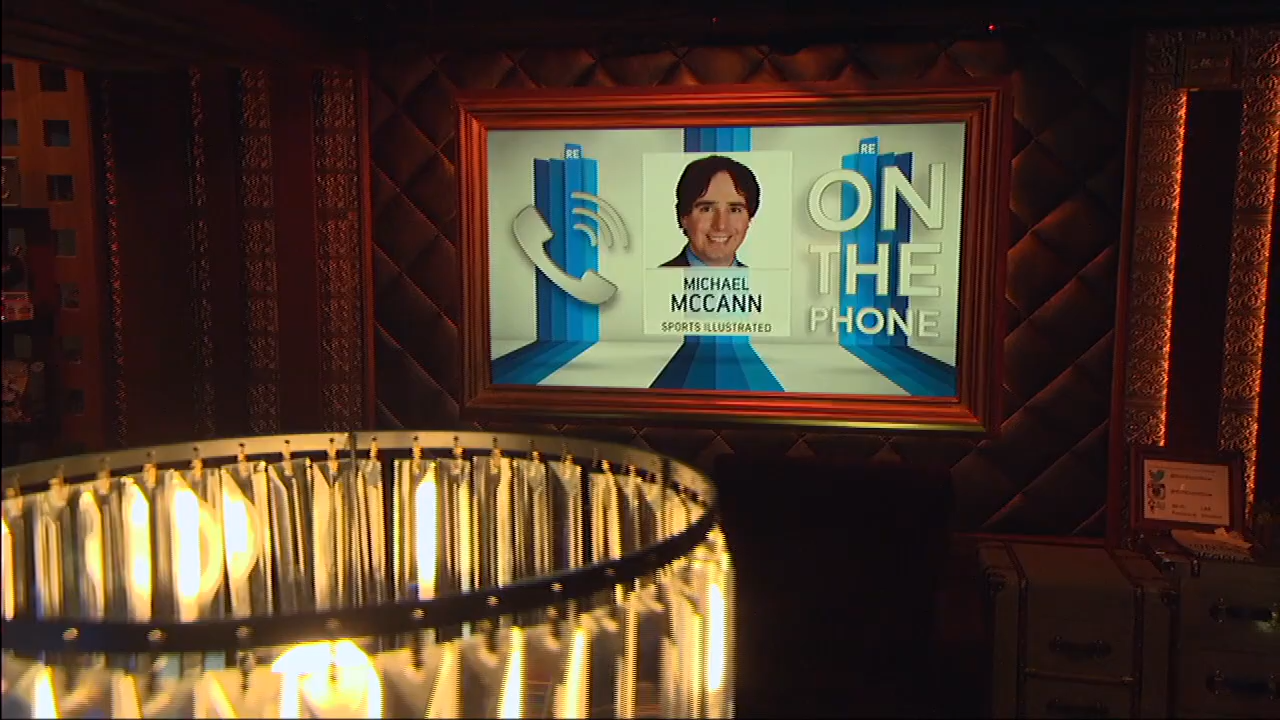 RE
RE
ON
THE
PHONE
MICHAEL
MCCANN
SPORTS ILLUSTRATED